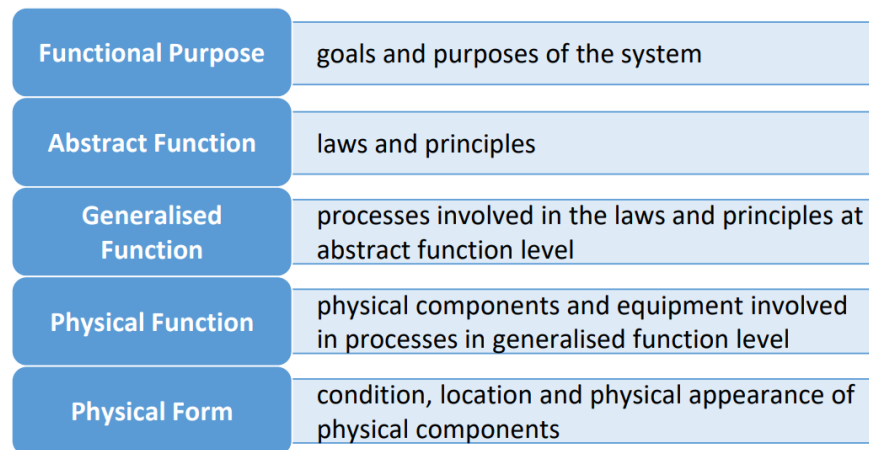 Functional Purpose
goals and purposes of the system
Abstract Function
laws and principles
Generalised
Function
processes involved in the laws and principles at
abstract function level
Physical Function
physical components and equipment involved
in processes in generalised function level
Physical Form
condition, location and physical appearance of
physical components